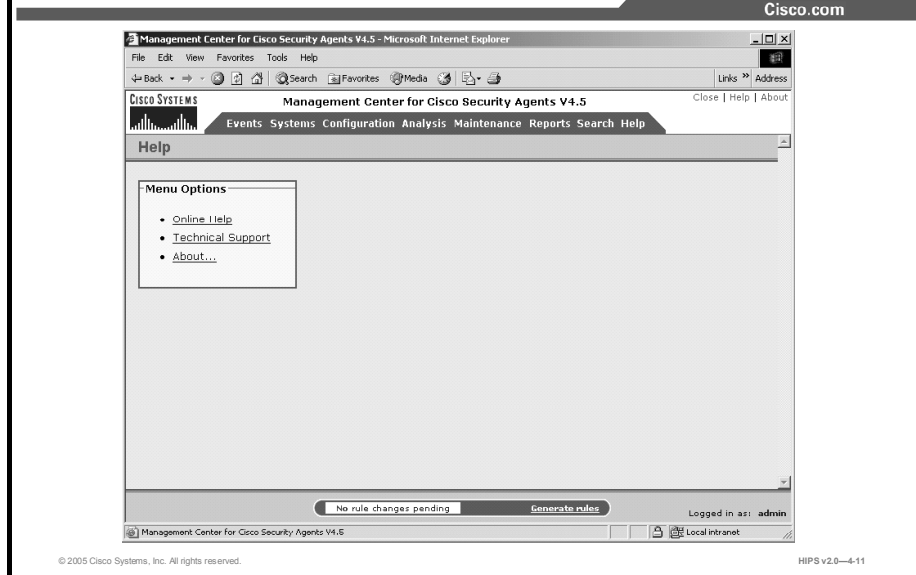 Cisco.com
Management Center for Cisco Security Agents V4.5 - Microsoft Internet Explorer
File Edit View Favorites Tools Help
Back Search Favorites Media Links » Address
CISCO SYSTEMS
Management Center for Cisco Security Agents V4.5
Close | Help | About
Events Systems Configuration Analysis Maintenance Reports Search Help
Help
Menu Options
• Online Help
• Technical Support
• About...
No rule changes pending Generate rules
Logged in as: admin
Management Center for Cisco Security Agents V4.5 Local intranet
© 2005 Cisco Systems, Inc. All rights reserved. HIPS v2.0—4-11